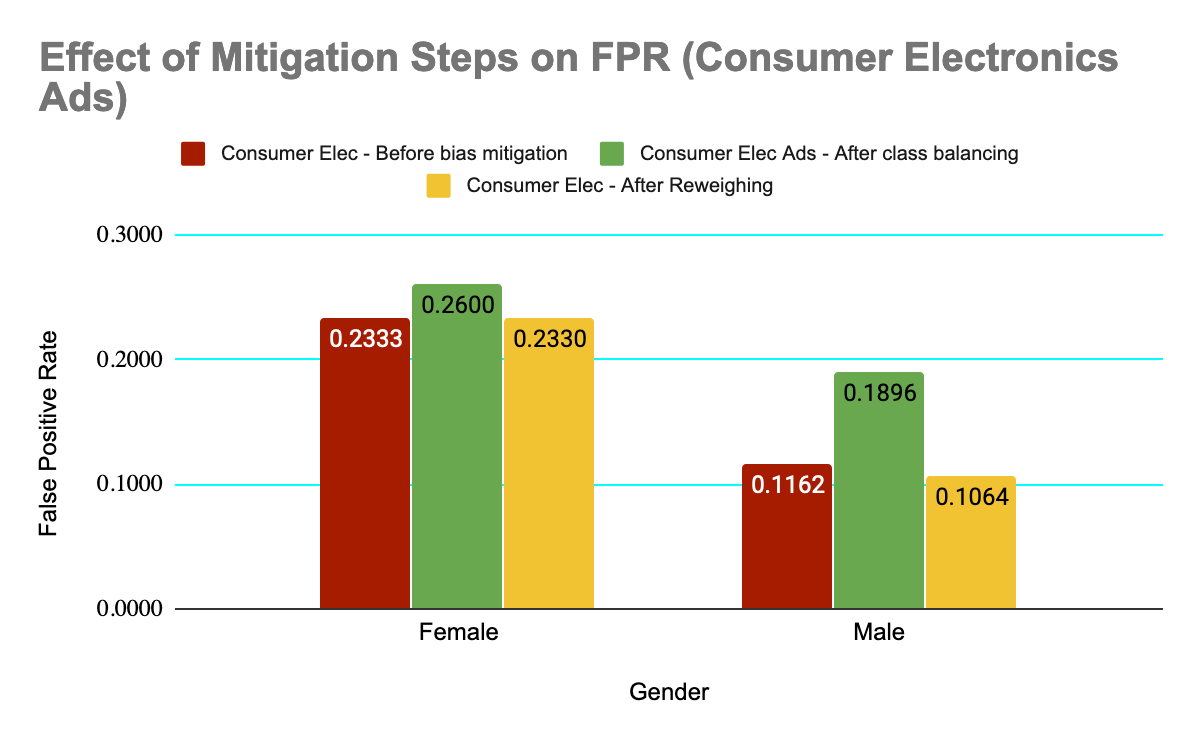 Effect of Mitigation Steps on FPR (Consumer Electronics
Ads)
Consumer Elec - Before bias mitigation
Consumer Elec Ads - After class balancing
Consumer Elec - After Reweighing
False Positive Rate
0.3000
0.2000
0.1000
0.0000
0.2333
0.2600
0.2330
0.1162
0.1896
0.1064
Female
Male
Gender